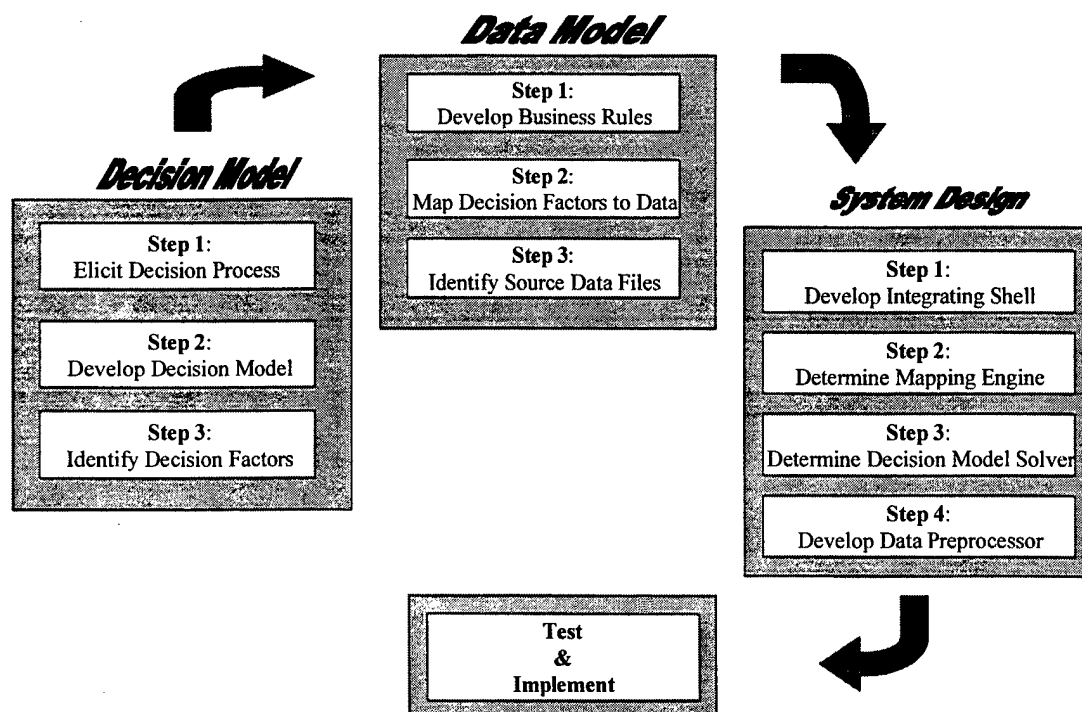 Data Model
Step 1:
Develop Business Rules
Step 2:
Map Decision Factors to Data
Step 3:
Identify Source Data Files
Decision Model
Step 1:
Elicit Decision Process
Step 2:
Develop Decision Model
Step 3:
Identify Decision Factors
System Design
Step 1:
Develop Integrating Shell
Step 2:
Determine Mapping Engine
Step 3:
Determine Decision Model Solver
Step 4:
Develop Data Preprocessor
Test
&
Implement